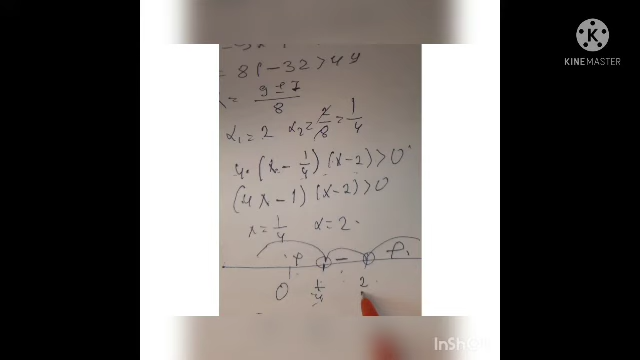 = 81 - 32 > 49
x = 9 ± 7 / 8
x₁ = 2 x₂ = 2/8 = 1/4
4·(x - 1/4)(x - 2) > 0
(4x - 1)(x - 2) > 0
x = 1/4 x = 2
+ - +
0 1/4 2
K
KINEMASTER
InShOt